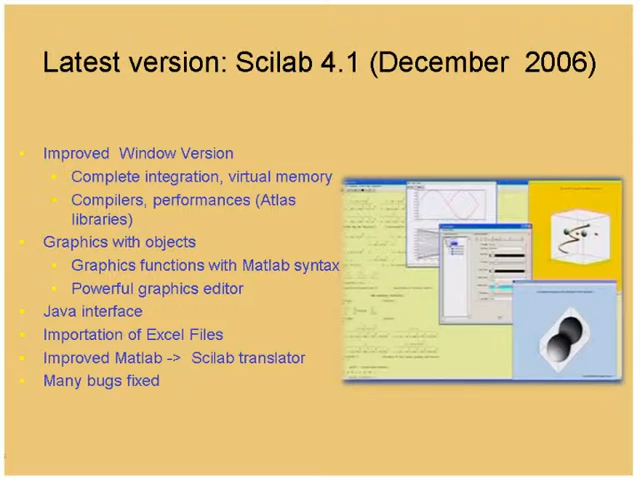 Latest version: Scilab 4.1 (December 2006)
Improved Window Version
Complete integration, virtual memory
Compilers, performances (Atlas
libraries)
Graphics with objects
Graphics functions with Matlab syntax
Powerful graphics editor
Java interface
Importation of Excel Files
Improved Matlab -> Scilab translator
Many bugs fixed